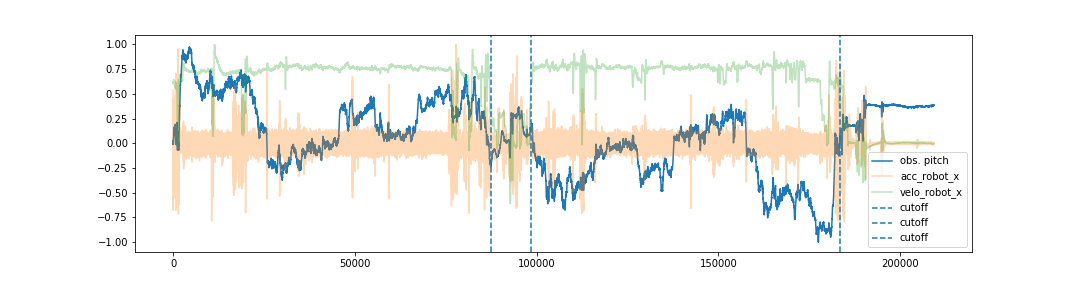 1.00
0.75
0.50
0.25
0.00
−0.25
−0.50
−0.75
−1.00
0
50000
100000
150000
200000
obs. pitch
acc_robot_x
velo_robot_x
cutoff
cutoff
cutoff